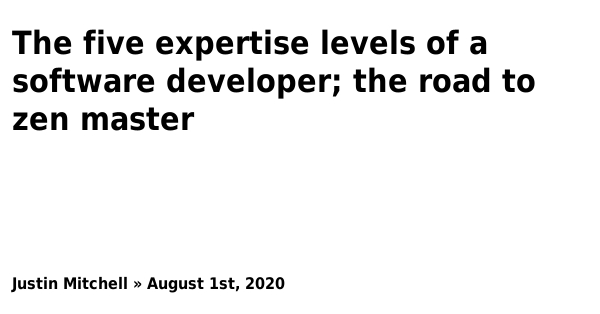 The five expertise levels of a
software developer; the road to
zen master
Justin Mitchell » August 1st, 2020